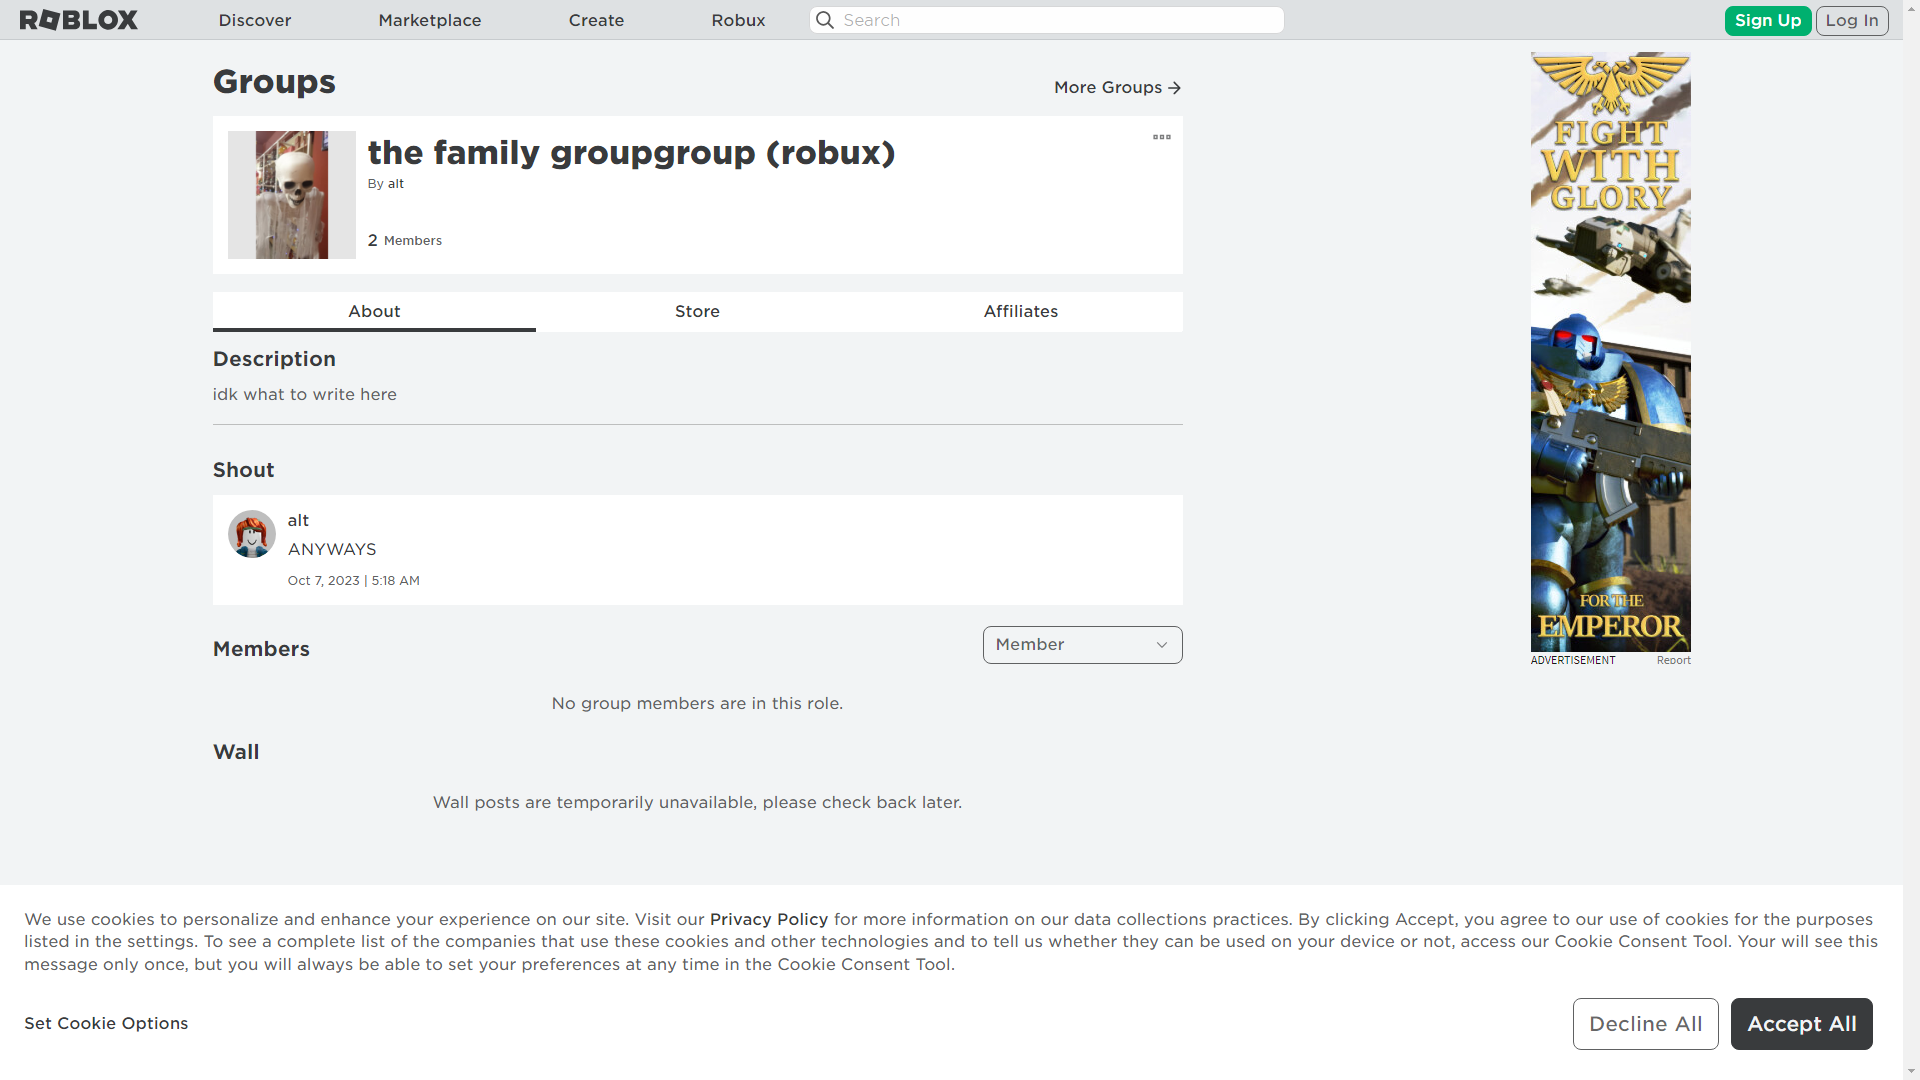 ROBLOX
Discover
Marketplace
Create
Robux
Search
Sign Up
Log In
Groups
More Groups
the family groupgroup (robux)
By alt
2 Members
About
Store
Affiliates
Description
idk what to write here
Shout
alt
ANYWAYS
Oct 7, 2023 | 5:18 AM
Members
Member
No group members are in this role.
Wall
Wall posts are temporarily unavailable, please check back later.
FIGHT
WITH
GLORY
FOR THE
EMPEROR
ADVERTISEMENT
Report
We use cookies to personalize and enhance your experience on our site. Visit our Privacy Policy for more information on our data collections practices. By clicking Accept, you agree to our use of cookies for the purposes
listed in the settings. To see a complete list of the companies that use these cookies and other technologies and to tell us whether they can be used on your device or not, access our Cookie Consent Tool. Your will see this
message only once, but you will always be able to set your preferences at any time in the Cookie Consent Tool.
Set Cookie Options
Decline All
Accept All